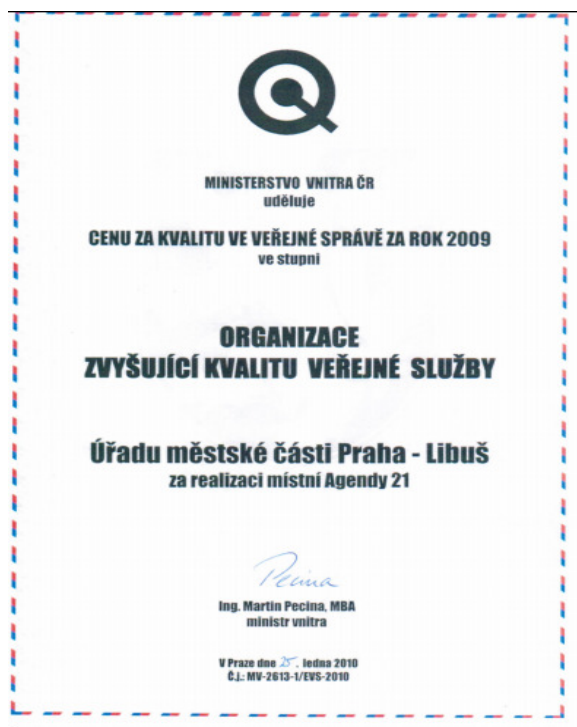 MINISTERSTVO VNITRA ČR
uděluje
CENU ZA KVALITU VE VEŘEJNÉ SPRÁVĚ ZA ROK 2009
ve stupni
ORGANIZACE
ZVYŠUJÍCÍ KVALITU VEŘEJNÉ SLUŽBY
Úřadu městské části Praha - Libuš
za realizaci místní Agendy 21
Pecina
Ing. Martin Pecina, MBA
ministr vnitra
V Praze dne 25. ledna 2010
Č.j.: MV-2613-1/EVS-2010